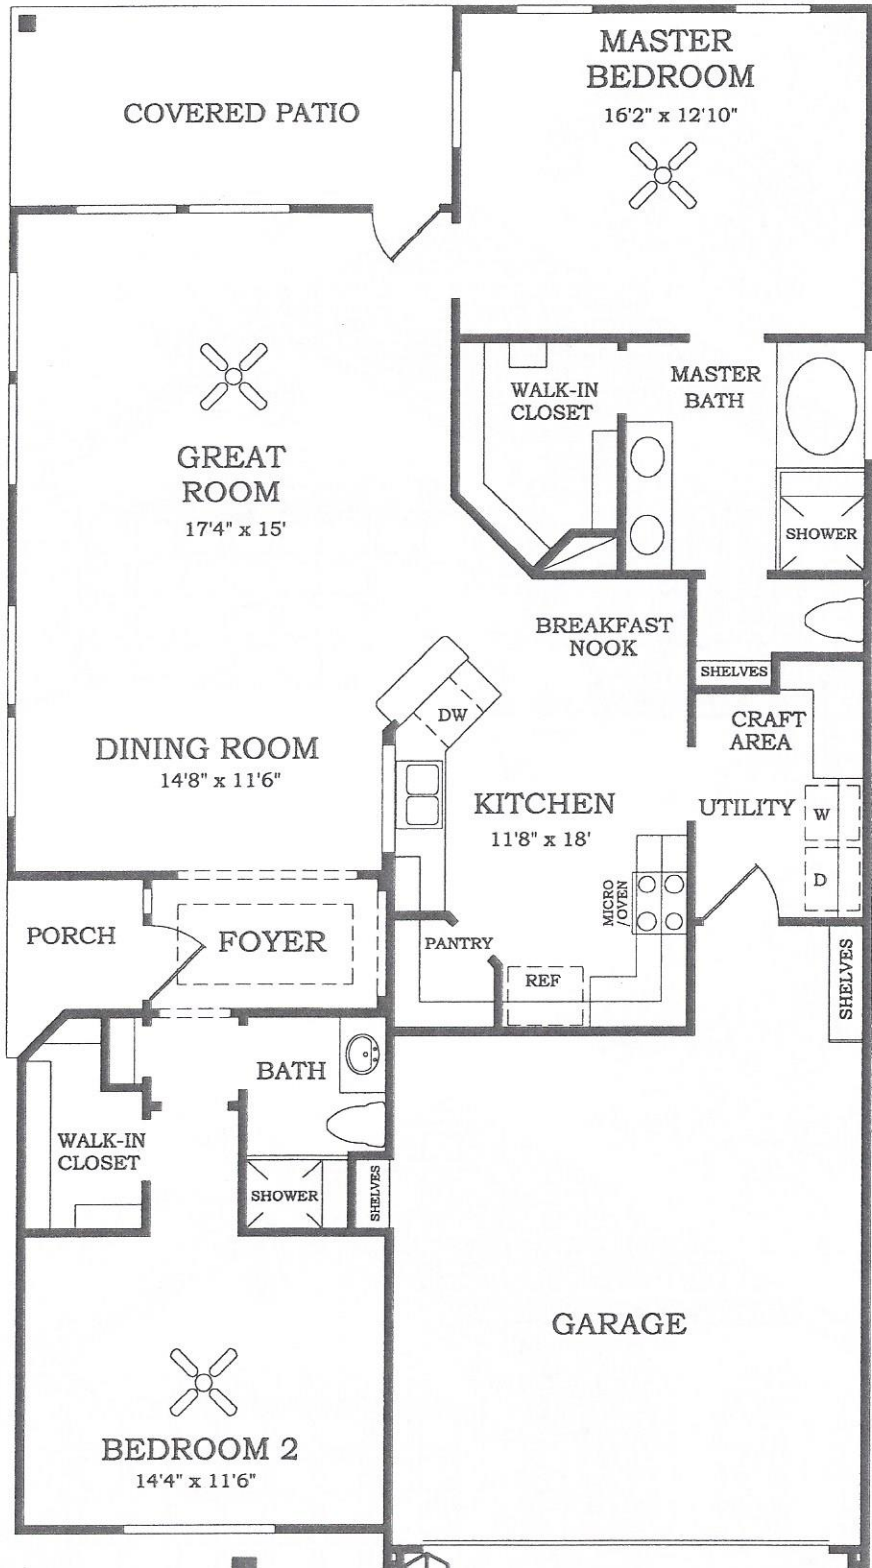 MASTER
BEDROOM
16'2" x 12'10"
COVERED PATIO
WALK-IN
CLOSET
MASTER
BATH
GREAT
ROOM
17'4" x 15'
SHOWER
BREAKFAST
NOOK
SHELVES
DW
CRAFT
AREA
DINING ROOM
14'8" x 11'6"
KITCHEN
11'8" x 18'
UTILITY
W
D
MICRO
/OVEN
PORCH
FOYER
PANTRY
REF
SHELVES
BATH
WALK-IN
CLOSET
SHOWER
SHELVES
GARAGE
BEDROOM 2
14'4" x 11'6"